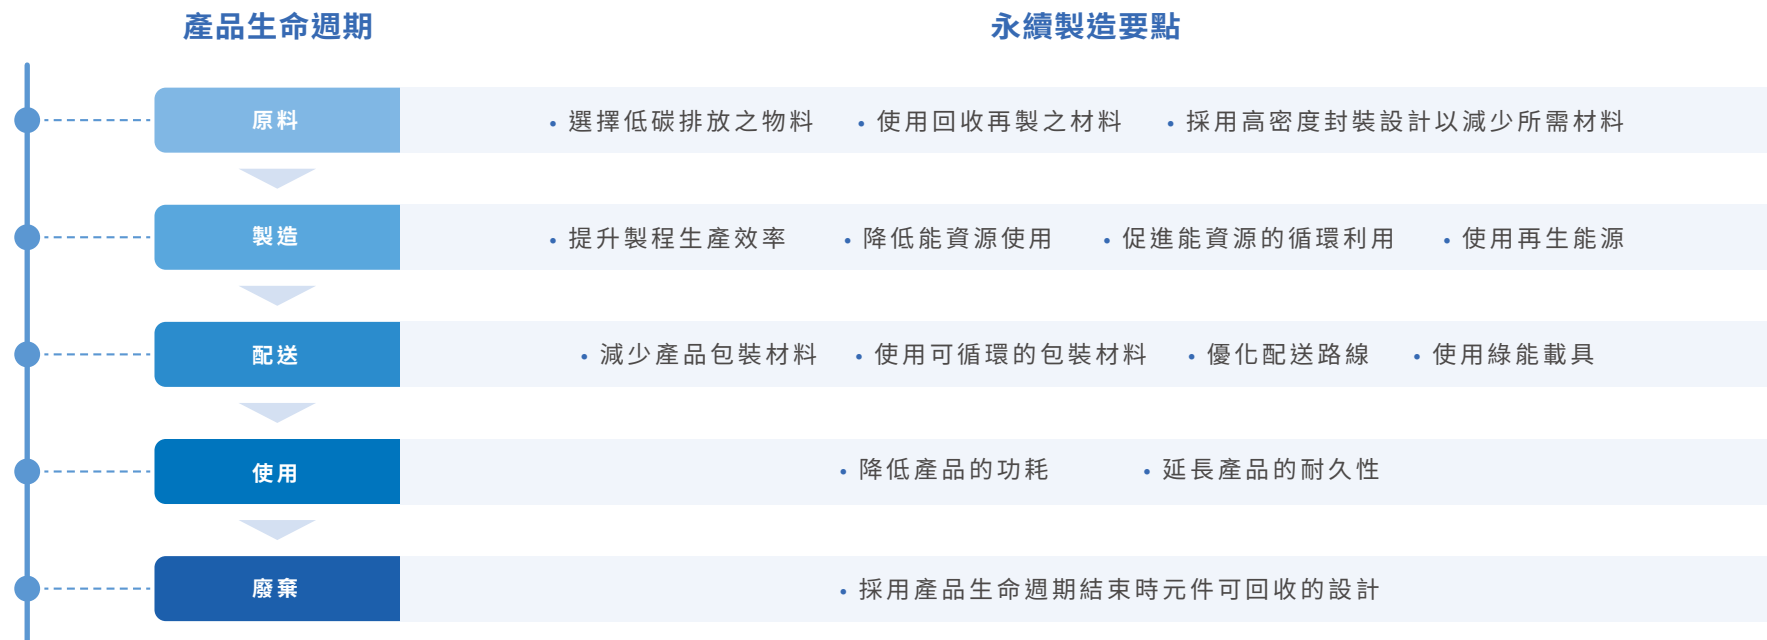 產品生命週期 永續製造要點
原料 • 選擇低碳排放之物料 • 使用回收再製之材料 • 採用高密度封裝設計以減少所需材料
製造 • 提升製程生產效率 • 降低能資源使用 • 促進能資源的循環利用 • 使用再生能源
配送 • 減少產品包裝材料 • 使用可循環的包裝材料 • 優化配送路線 • 使用綠能載具
使用 • 降低產品的功耗 • 延長產品的耐久性
廢棄 • 採用產品生命週期結束時元件可回收的設計